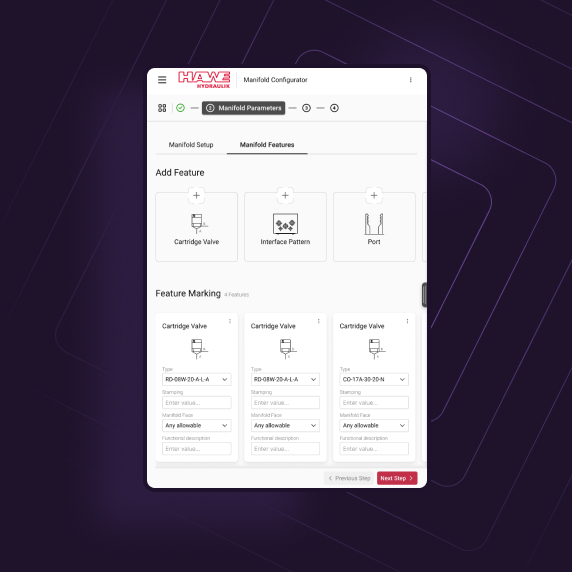 HAWE
HYDRAULIK
Manifold Configurator
2 Manifold Parameters
3
4
Manifold Setup
Manifold Features
Add Feature
Cartridge Valve
Interface Pattern
Port
Feature Marking
4 Features
Cartridge Valve
Cartridge Valve
Cartridge Valve
Type
Type
Type
RD-08W-20-A-L-A
RD-08W-20-A-L-A
CO-17A-30-20-N
Stamping
Stamping
Stamping
Enter value...
Enter value...
Enter value...
Manifold Face
Manifold Face
Manifold Face
Any allowable
Any allowable
Any allowable
Functional description
Functional description
Functional description
Enter value...
Enter value...
Enter value...
Previous Step
Next Step